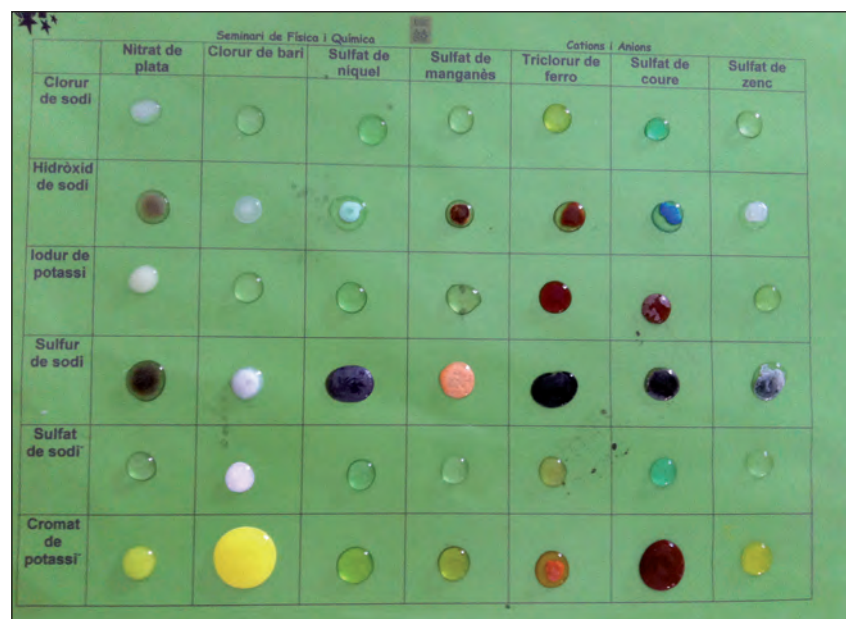 Seminari de Física i Química
Cations i Anions
Nitrat de
plata
Clorur de bari
Sulfat de
níquel
Sulfat de
manganès
Triclorur de
ferro
Sulfat de
coure
Sulfat de
zenc
Clorur
de sodi
Hidròxid
de sodi
Iodur de
potassi
Sulfur
de sodi
Sulfat
de sodi
Cromat
de
potassi